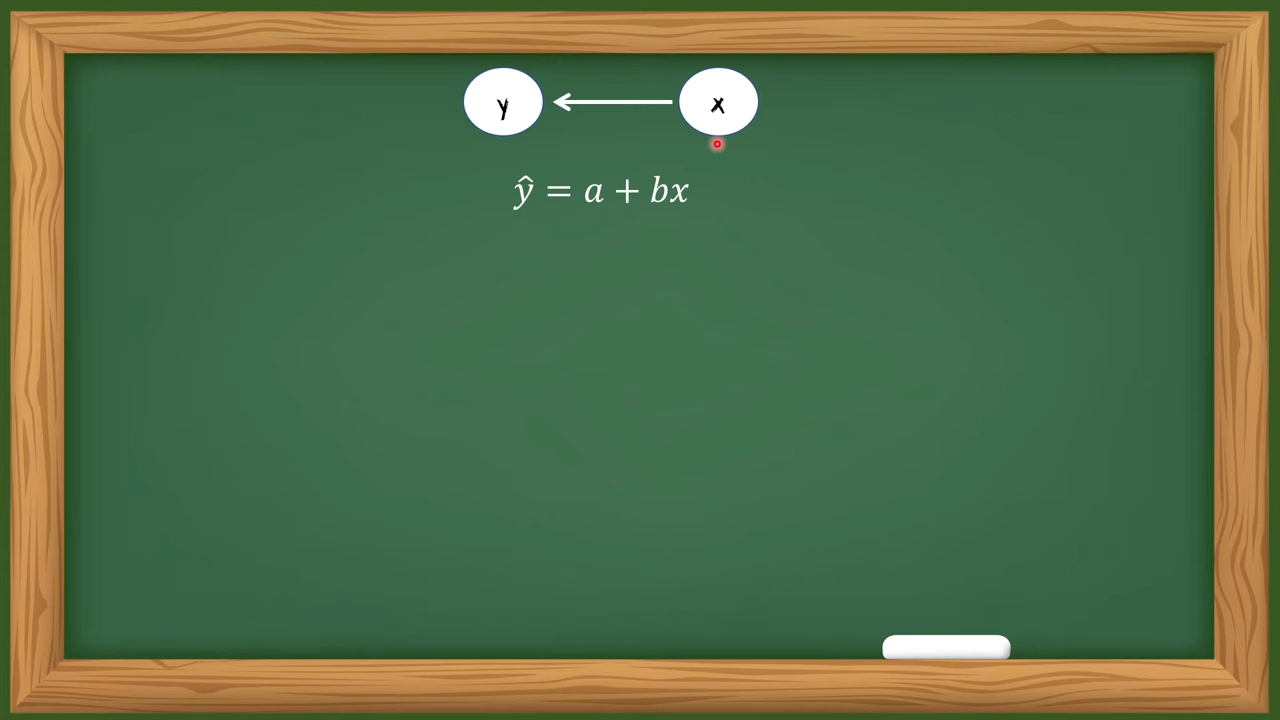 y x
ŷ = a + bx